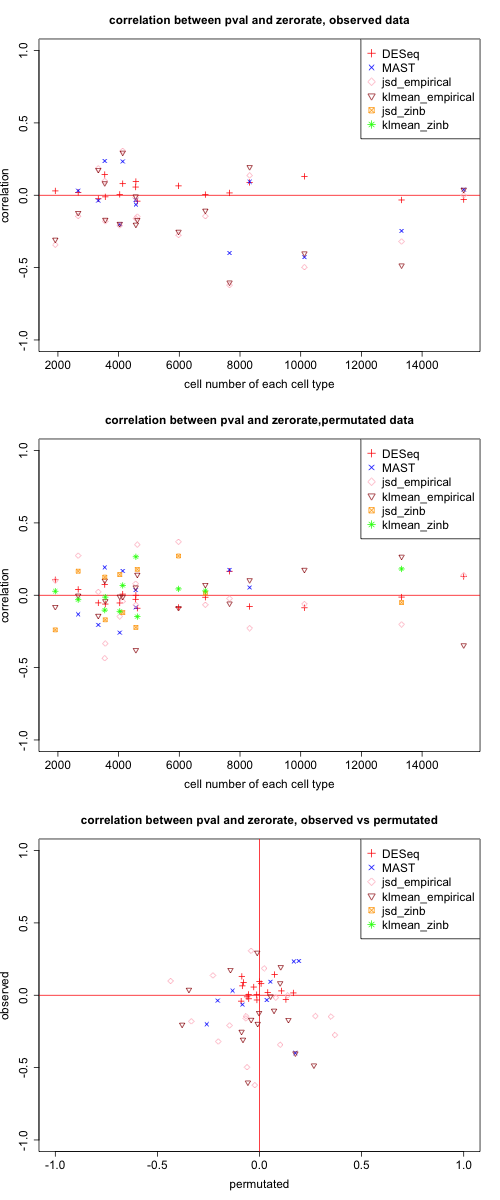 correlation between pval and zerorate, observed data
DESeq
MAST
jsd_empirical
klmean_empirical
jsd_zinb
klmean_zinb
1.0
0.5
0.0
-0.5
-1.0
correlation
2000 4000 6000 8000 10000 12000 14000
cell number of each cell type
correlation between pval and zerorate,permutated data
DESeq
MAST
jsd_empirical
klmean_empirical
jsd_zinb
klmean_zinb
1.0
0.5
0.0
-0.5
-1.0
correlation
2000 4000 6000 8000 10000 12000 14000
cell number of each cell type
correlation between pval and zerorate, observed vs permutated
DESeq
MAST
jsd_empirical
klmean_empirical
jsd_zinb
klmean_zinb
1.0
0.5
0.0
-0.5
-1.0
observed
-1.0 -0.5 0.0 0.5 1.0
permutated